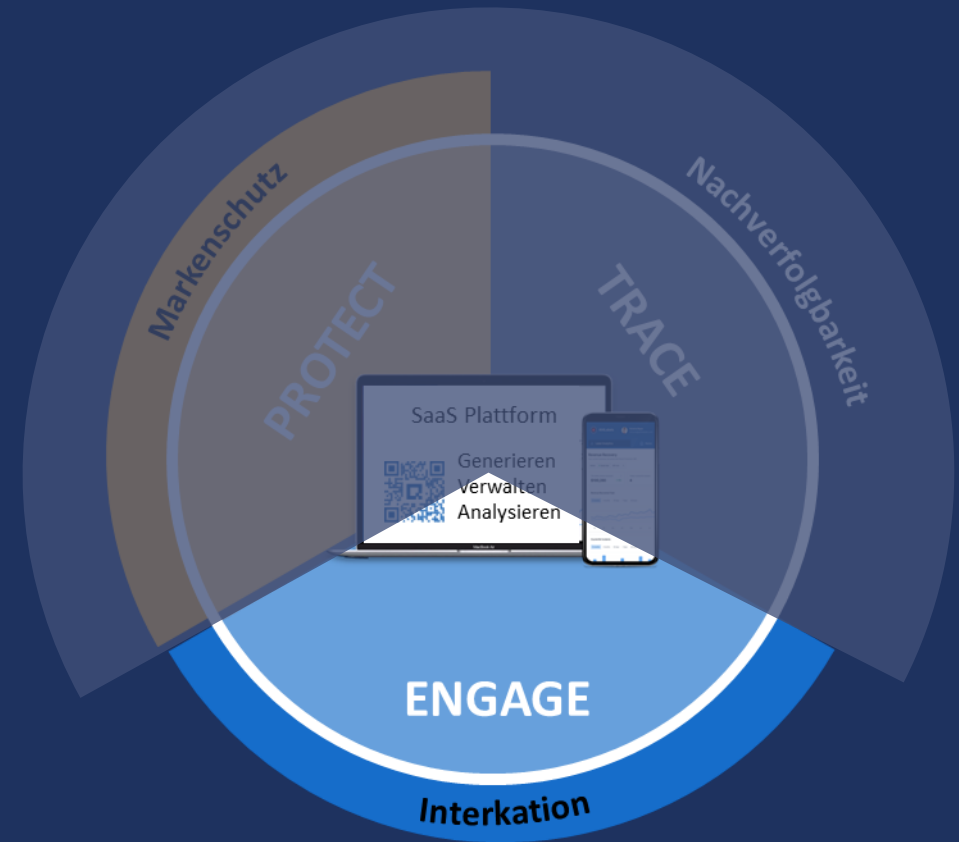 Markenschutz
Nachverfolgbarkeit
PROTECT
TRACE
SaaS Plattform
Generieren
Verwalten
Analysieren
ENGAGE
Interkation